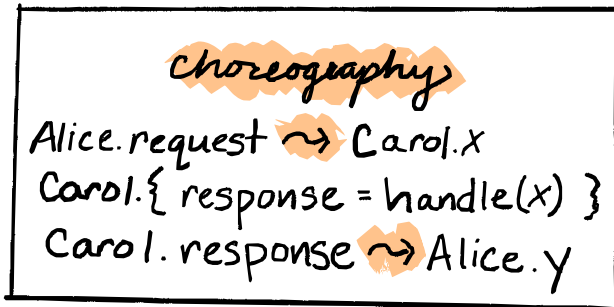 choreography
Alice.request ⤳ Carol.x
Carol.{ response = handle(x) }
Carol.response ⤳ Alice.y